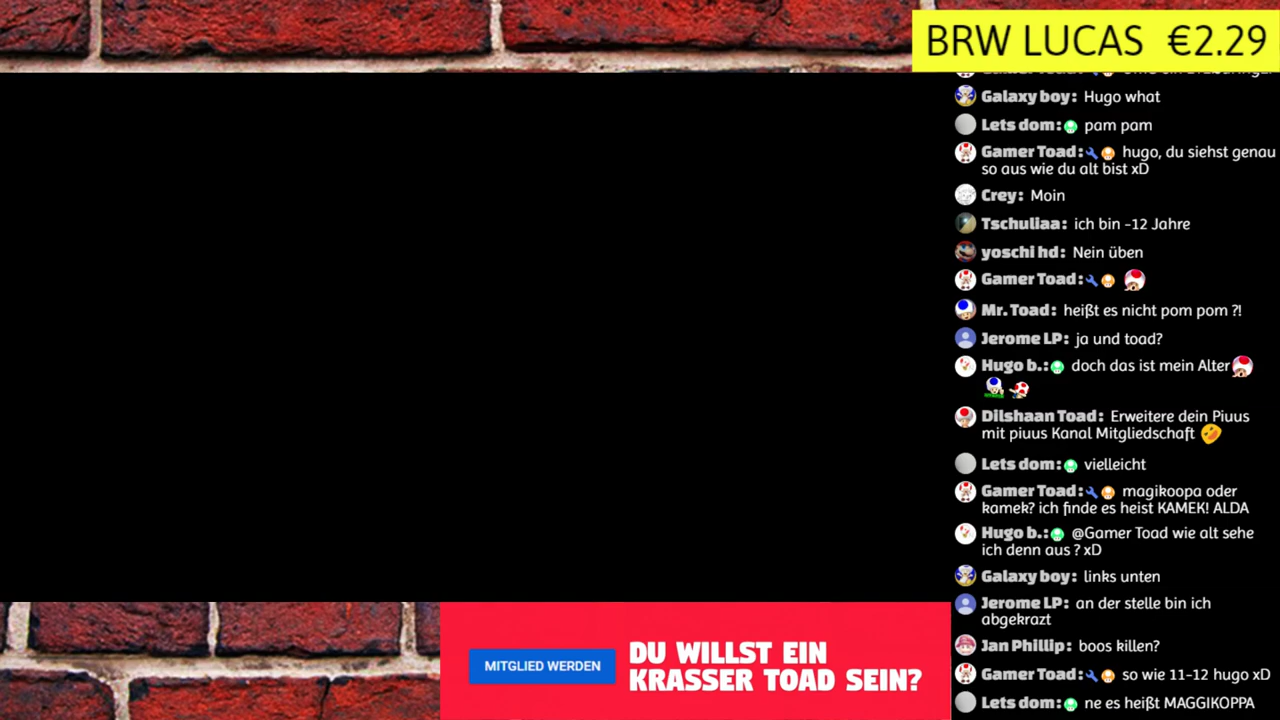 BRW LUCAS €2.29
Galaxy boy: Hugo what
Lets dom: pam pam
Gamer Toad: hugo, du siehst genau
so aus wie du alt bist xD
Crey: Moin
Tschuliaa: ich bin -12 Jahre
yoschi hd: Nein üben
Gamer Toad:
Mr. Toad: heißt es nicht pom pom ?!
Jerome LP: ja und toad?
Hugo b.: doch das ist mein Alter
Dilshaan Toad: Erweitere dein Piuus
mit piuus Kanal Mitgliedschaft
Lets dom: vielleicht
Gamer Toad: magikoopa oder
kamek? ich finde es heist KAMEK! ALDA
Hugo b.: @Gamer Toad wie alt sehe
ich denn aus ? xD
Galaxy boy: links unten
Jerome LP: an der stelle bin ich
abgekrazt
Jan Phillip: boos killen?
Gamer Toad: so wie 11-12 hugo xD
Lets dom: ne es heißt MAGGIKOPPA
MITGLIED WERDEN
DU WILLST EIN
KRASSER TOAD SEIN?